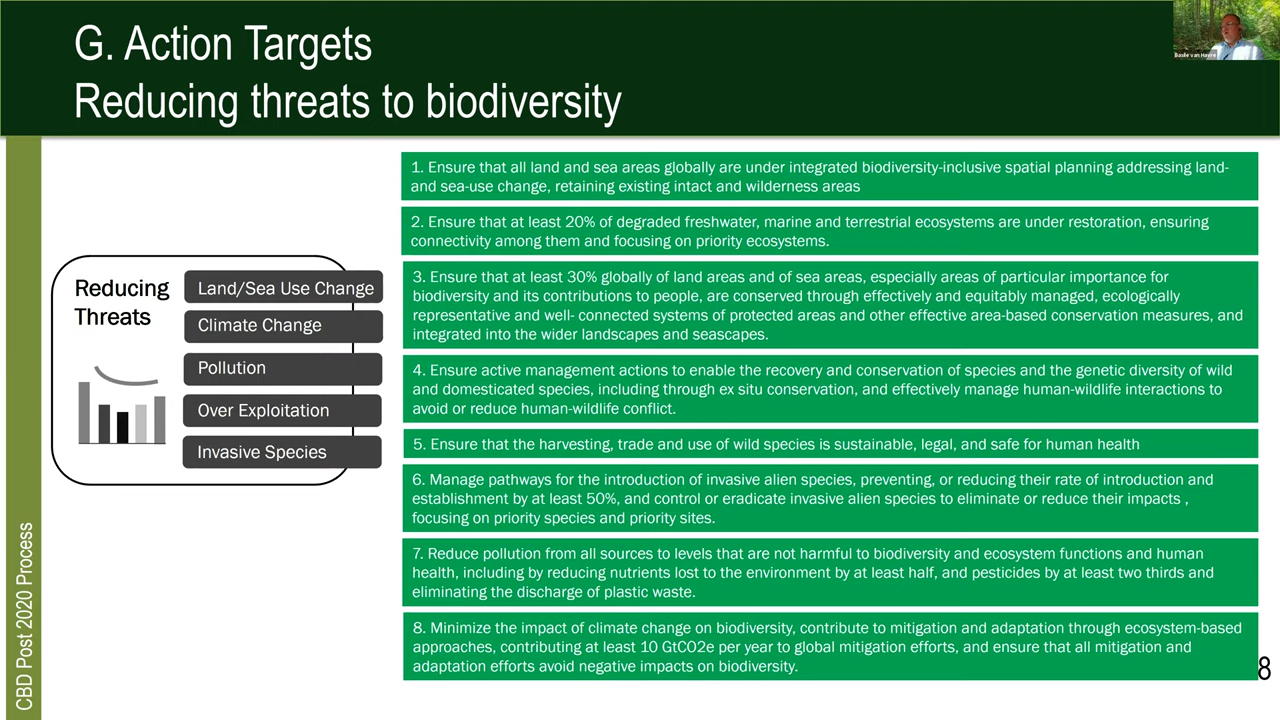 G. Action Targets
Reducing threats to biodiversity
Basile van Havre
Reducing
Threats
Land/Sea Use Change
Climate Change
Pollution
Over Exploitation
Invasive Species
1. Ensure that all land and sea areas globally are under integrated biodiversity-inclusive spatial planning addressing land-
and sea-use change, retaining existing intact and wilderness areas
2. Ensure that at least 20% of degraded freshwater, marine and terrestrial ecosystems are under restoration, ensuring
connectivity among them and focusing on priority ecosystems.
3. Ensure that at least 30% globally of land areas and of sea areas, especially areas of particular importance for
biodiversity and its contributions to people, are conserved through effectively and equitably managed, ecologically
representative and well- connected systems of protected areas and other effective area-based conservation measures, and
integrated into the wider landscapes and seascapes.
4. Ensure active management actions to enable the recovery and conservation of species and the genetic diversity of wild
and domesticated species, including through ex situ conservation, and effectively manage human-wildlife interactions to
avoid or reduce human-wildlife conflict.
5. Ensure that the harvesting, trade and use of wild species is sustainable, legal, and safe for human health
6. Manage pathways for the introduction of invasive alien species, preventing, or reducing their rate of introduction and
establishment by at least 50%, and control or eradicate invasive alien species to eliminate or reduce their impacts ,
focusing on priority species and priority sites.
7. Reduce pollution from all sources to levels that are not harmful to biodiversity and ecosystem functions and human
health, including by reducing nutrients lost to the environment by at least half, and pesticides by at least two thirds and
eliminating the discharge of plastic waste.
8. Minimize the impact of climate change on biodiversity, contribute to mitigation and adaptation through ecosystem-based
approaches, contributing at least 10 GtCO2e per year to global mitigation efforts, and ensure that all mitigation and
adaptation efforts avoid negative impacts on biodiversity.
CBD Post 2020 Process
8